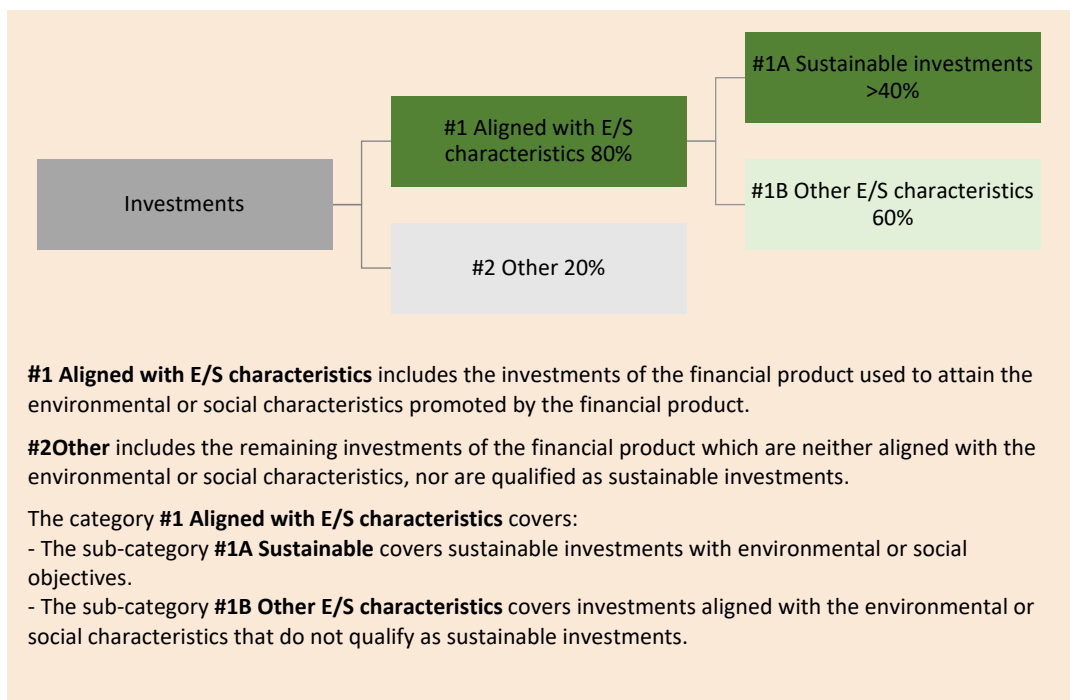 #1A Sustainable investments
>40%
#1 Aligned with E/S
characteristics 80%
Investments
#1B Other E/S characteristics
60%
#2 Other 20%
#1 Aligned with E/S characteristics includes the investments of the financial product used to attain the
environmental or social characteristics promoted by the financial product.
#2Other includes the remaining investments of the financial product which are neither aligned with the
environmental or social characteristics, nor are qualified as sustainable investments.
The category #1 Aligned with E/S characteristics covers:
- The sub-category #1A Sustainable covers sustainable investments with environmental or social
objectives.
- The sub-category #1B Other E/S characteristics covers investments aligned with the environmental or
social characteristics that do not qualify as sustainable investments.